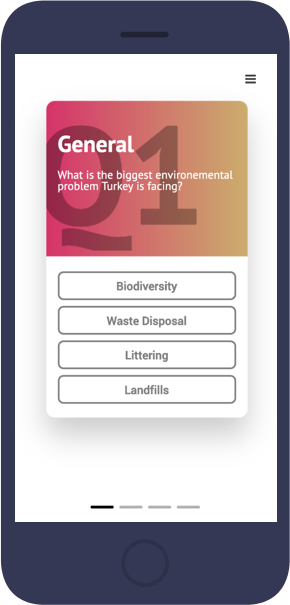 Q1
General
What is the biggest environemental
problem Turkey is facing?
Biodiversity
Waste Disposal
Littering
Landfills